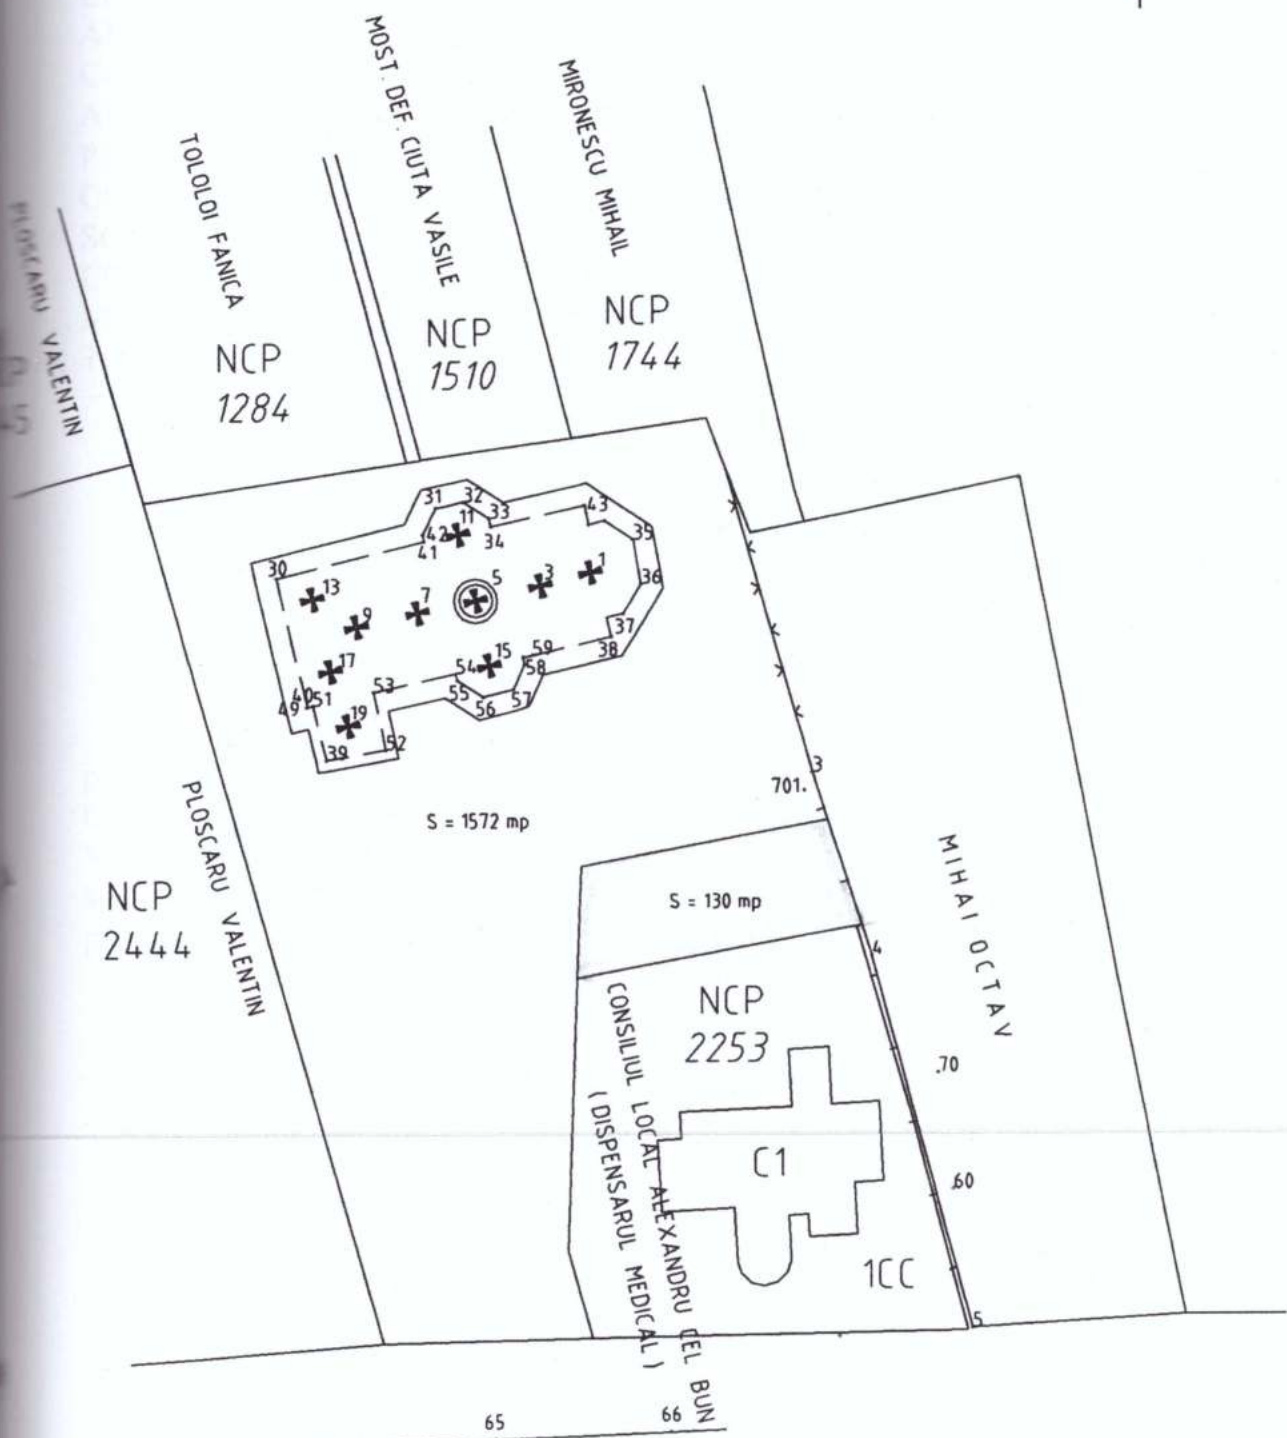 MOST. DEF. CIUTA VASILE
MIRONESCU MIHAIL
TOLOLOI FANICA
PLOSCARU VALENTIN
NCP
1284
NCP
1510
NCP
1744
31
32
33
34
11
42
41
43
35
36
37
38
30
13
9
7
5
3
1
17
15
54
59
58
57
56
55
53
40
51
49
19
39
52
3
701.
S = 1572 mp
PLOSCARU VALENTIN
NCP
2444
S = 130 mp
4
MIHAI OCTAV
NCP
2253
CONSILIUL LOCAL ALEXANDRU CEL BUN
(DISPENSARUL MEDICAL)
.70
C1
.60
1CC
5
65
66